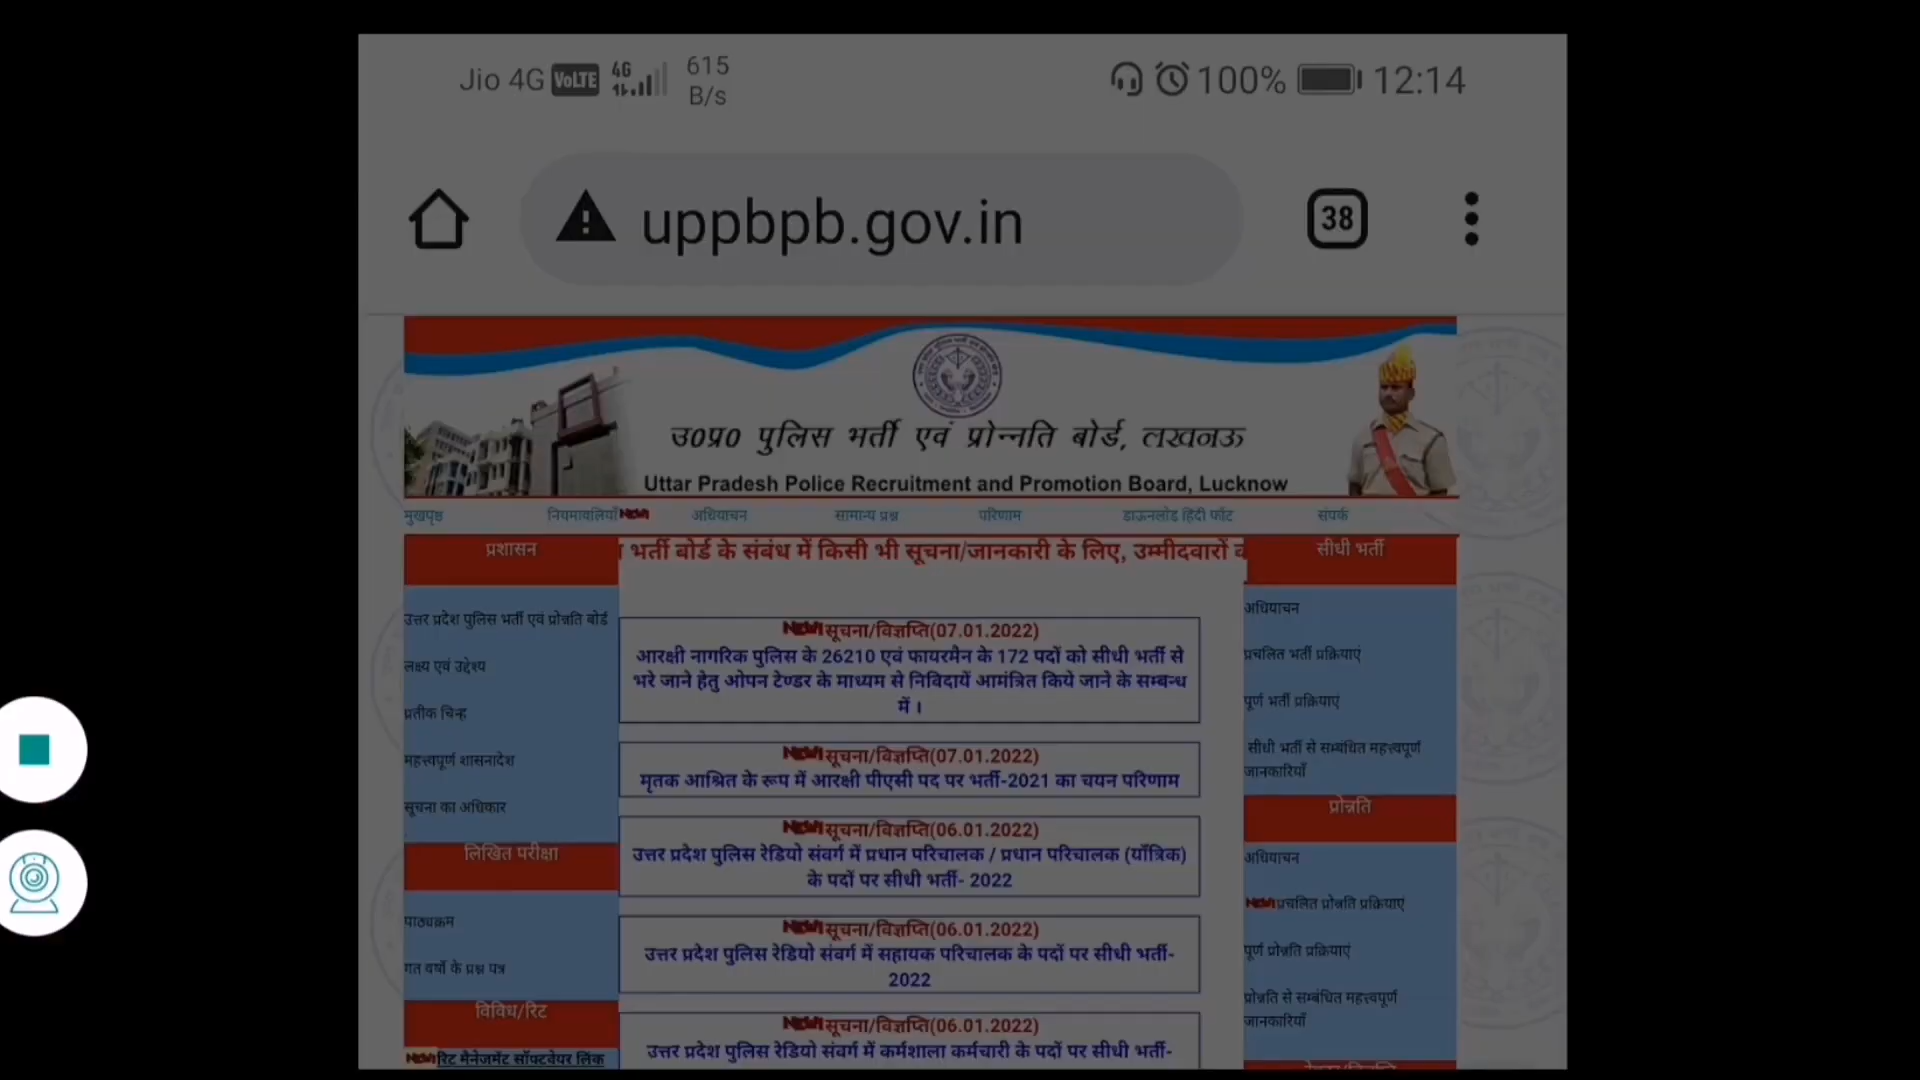 Jio 4G VoLTE 4G 615 B/s 100% 12:14
uppbpb.gov.in 38
उ0प्र0 पुलिस भर्ती एवं प्रोन्नति बोर्ड, लखनऊ
Uttar Pradesh Police Recruitment and Promotion Board, Lucknow
मुखपृष्ठ नियमावलियाँ NEW! अधियाचन सामान्य प्रश्न परिणाम डाऊनलोड हिंदी फॉट संपर्क
प्रशासन
उत्तर प्रदेश पुलिस भर्ती एवं प्रोन्नति बोर्ड
लक्ष्य एवं उद्देश्य
प्रतीक चिन्ह
महत्त्वपूर्ण शासनादेश
सूचना का अधिकार
लिखित परीक्षा
पाठ्यक्रम
गत वर्षो के प्रश्न पत्र
विविध/रिट
NEW! रिट मैनेजमेंट सॉफ्टवेयर लिंक
भर्ती बोर्ड के संबंध में किसी भी सूचना/जानकारी के लिए, उम्मीदवारों
NEW! सूचना/विज्ञप्ति(07.01.2022)
आरक्षी नागरिक पुलिस के 26210 एवं फायरमैन के 172 पदों को सीधी भर्ती से
भरे जाने हेतु ओपन टेण्डर के माध्यम से निविदायें आमंत्रित किये जाने के सम्बन्ध
में ।
NEW! सूचना/विज्ञप्ति(07.01.2022)
मृतक आश्रित के रूप में आरक्षी पीएसी पद पर भर्ती-2021 का चयन परिणाम
NEW! सूचना/विज्ञप्ति(06.01.2022)
उत्तर प्रदेश पुलिस रेडियो संवर्ग में प्रधान परिचालक / प्रधान परिचालक (यॉंत्रिक)
के पदों पर सीधी भर्ती- 2022
NEW! सूचना/विज्ञप्ति(06.01.2022)
उत्तर प्रदेश पुलिस रेडियो संवर्ग में सहायक परिचालक के पदों पर सीधी भर्ती-
2022
NEW! सूचना/विज्ञप्ति(06.01.2022)
उत्तर प्रदेश पुलिस रेडियो संवर्ग में कर्मशाला कर्मचारी के पदों पर सीधी भर्ती-
सीधी भर्ती
अधियाचन
प्रचलित भर्ती प्रक्रियाएं
पूर्ण भर्ती प्रक्रियाएं
सीधी भर्ती से सम्बंधित महत्त्वपूर्ण
जानकारियाँ
प्रोन्नति
अधियाचन
NEW! प्रचलित प्रोन्नति प्रक्रियाएं
पूर्ण प्रोन्नति प्रक्रियाएं
प्रोन्नति से सम्बंधित महत्त्वपूर्ण
जानकारियाँ